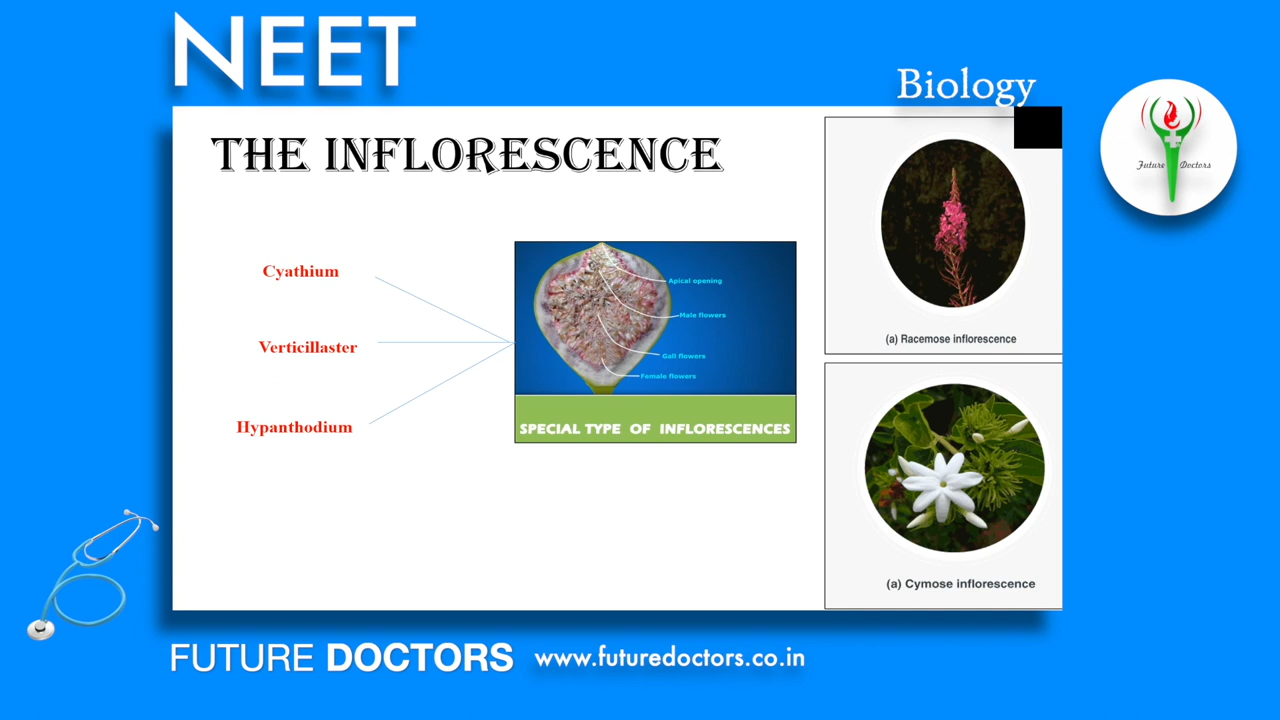 NEET
Biology
THE INFLORESCENCE
Future Doctors
Cyathium
Verticillaster
Hypanthodium
Apical opening
Male flowers
Gall flowers
Female flowers
SPECIAL TYPE OF INFLORESCENCES
(a) Racemose inflorescence
(a) Cymose inflorescence
FUTURE DOCTORS
www.futuredoctors.co.in